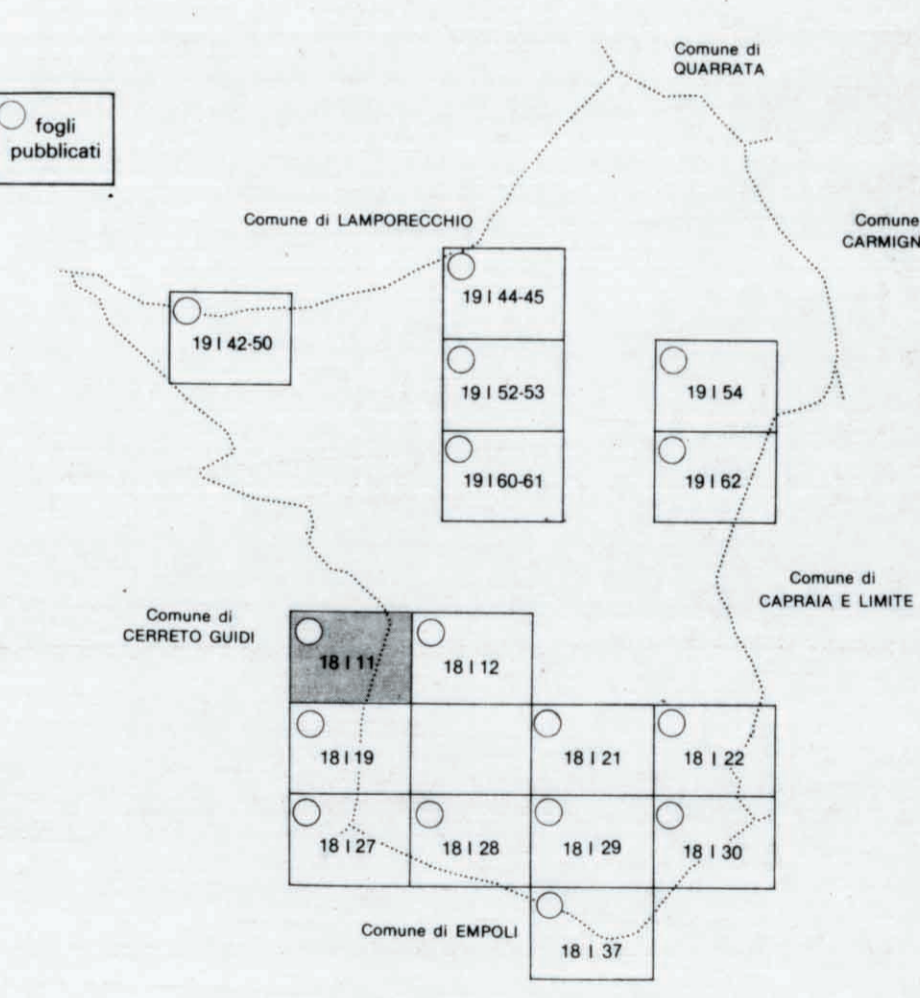 Comune di
QUARRATA
fogli
pubblicati
Comune di LAMPORECCHIO
Comune
CARMIGN
19 I 44-45
19 I 42-50
19 I 52-53
19 I 54
19 I 60-61
19 I 62
Comune di
CAPRAIA E LIMITE
Comune di
CERRETO GUIDI
18 I 11
18 I 12
18 I 19
18 I 21
18 I 22
18 I 27
18 I 28
18 I 29
18 I 30
Comune di EMPOLI
18 I 37